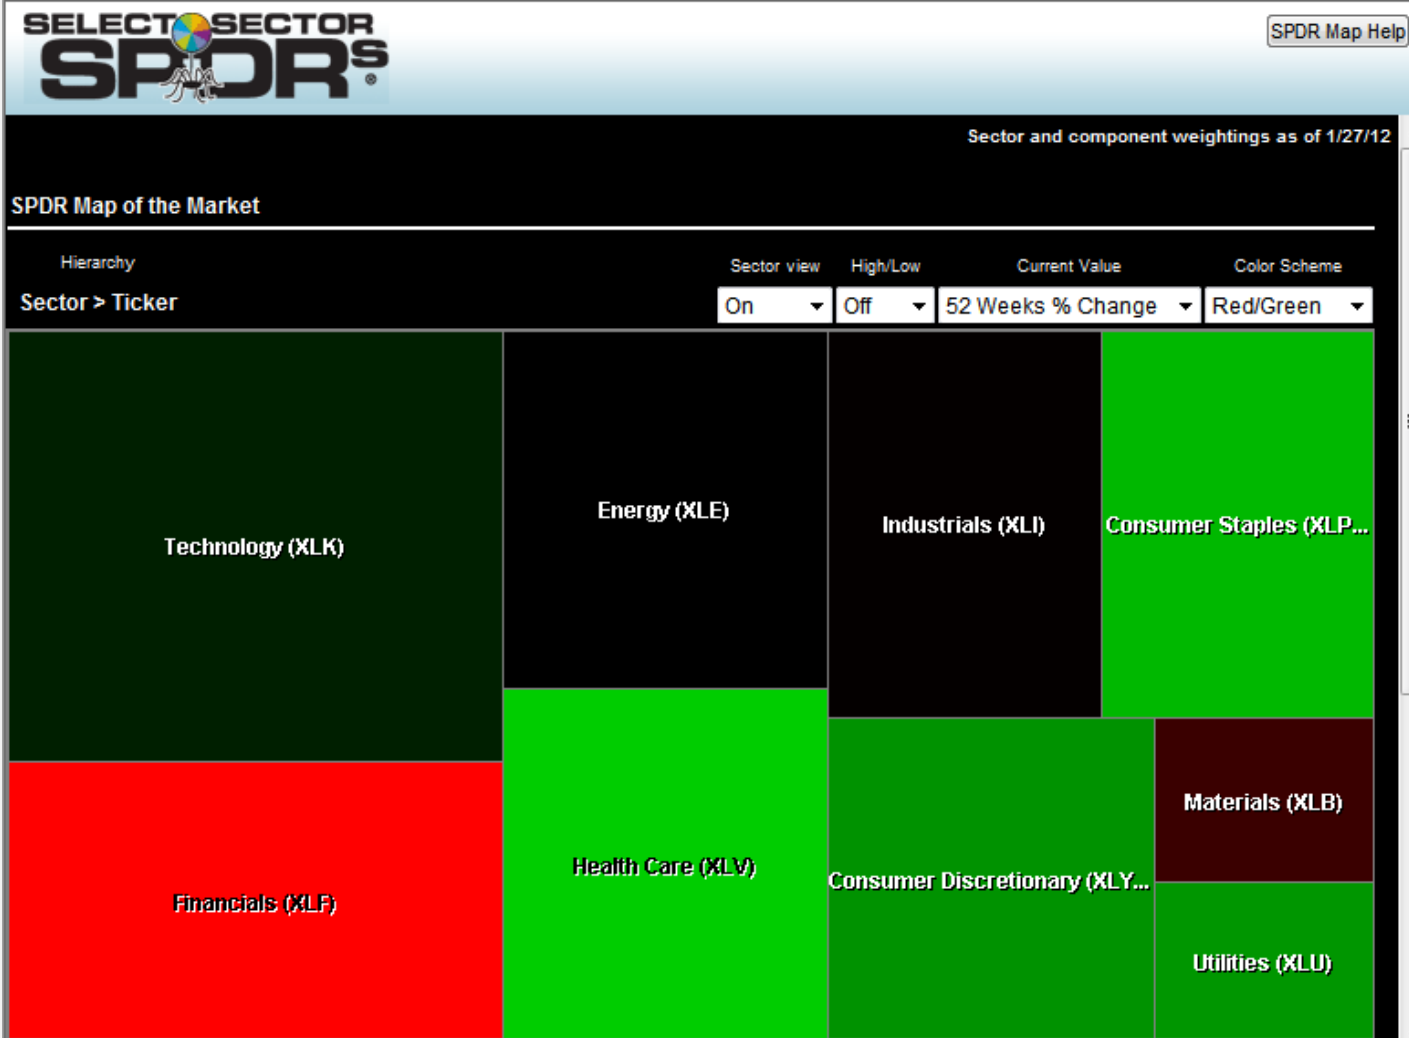 SELECT SECTOR
SPDRs®
SPDR Map Help
Sector and component weightings as of 1/27/12
SPDR Map of the Market
Hierarchy
Sector view
High/Low
Current Value
Color Scheme
Sector > Ticker
On
Off
52 Weeks % Change
Red/Green
Technology (XLK)
Energy (XLE)
Industrials (XLI)
Consumer Staples (XLP...
Financials (XLF)
Health Care (XLV)
Consumer Discretionary (XLY...
Materials (XLB)
Utilities (XLU)